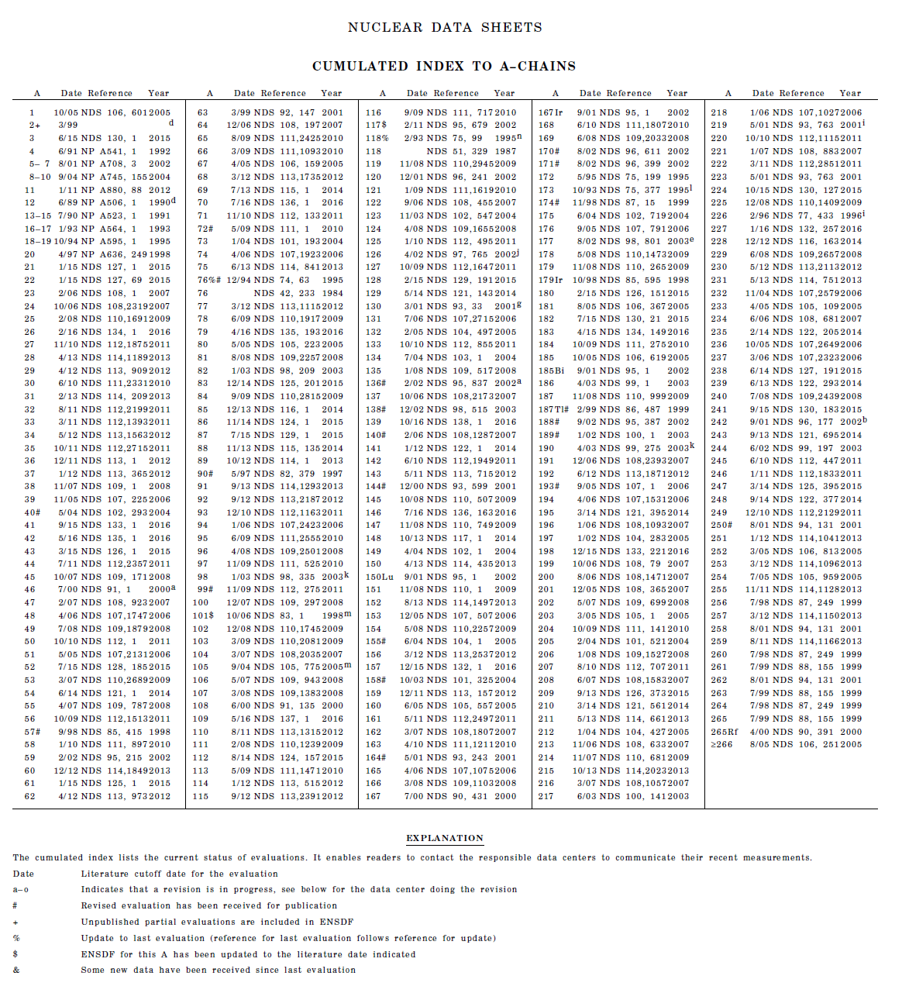 NUCLEAR DATA SHEETS
CUMULATED INDEX TO A–CHAINS
A Date Reference Year
1 10/05 NDS 106, 601 2005
2+ 3/99 d
3 6/15 NDS 130, 1 2015
4 6/91 NP A541, 1 1992
5– 7 8/01 NP A708, 3 2002
8–10 9/04 NP A745, 155 2004
11 1/11 NP A880, 88 2012
12 6/89 NP A506, 1 1990d
13–15 7/90 NP A523, 1 1991
16–17 1/93 NP A564, 1 1993
18–19 10/94 NP A595, 1 1995
20 4/97 NP A636, 249 1998
21 1/15 NDS 127, 1 2015
22 1/15 NDS 127, 69 2015
23 2/06 NDS 108, 1 2007
24 10/06 NDS 108,2319 2007
25 2/08 NDS 110,1691 2009
26 2/16 NDS 134, 1 2016
27 11/10 NDS 112,1875 2011
28 4/13 NDS 114,1189 2013
29 4/12 NDS 113, 909 2012
30 6/10 NDS 111,2331 2010
31 2/13 NDS 114, 209 2013
32 8/11 NDS 112,2199 2011
33 3/11 NDS 112,1393 2011
34 5/12 NDS 113,1563 2012
35 10/11 NDS 112,2715 2011
36 12/11 NDS 113, 1 2012
37 1/12 NDS 113, 365 2012
38 11/07 NDS 109, 1 2008
39 11/05 NDS 107, 225 2006
40# 5/04 NDS 102, 293 2004
41 9/15 NDS 133, 1 2016
42 5/16 NDS 135, 1 2016
43 3/15 NDS 126, 1 2015
44 7/11 NDS 112,2357 2011
45 10/07 NDS 109, 171 2008
46 7/00 NDS 91, 1 2000a
47 2/07 NDS 108, 923 2007
48 4/06 NDS 107,1747 2006
49 7/08 NDS 109,1879 2008
50 10/10 NDS 112, 1 2011
51 5/05 NDS 107,2131 2006
52 7/15 NDS 128, 185 2015
53 3/07 NDS 110,2689 2009
54 6/14 NDS 121, 1 2014
55 4/07 NDS 109, 787 2008
56 10/09 NDS 112,1513 2011
57# 9/98 NDS 85, 415 1998
58 1/10 NDS 111, 897 2010
59 2/02 NDS 95, 215 2002
60 12/12 NDS 114,1849 2013
61 1/15 NDS 125, 1 2015
62 4/12 NDS 113, 973 2012
A Date Reference Year
63 3/99 NDS 92, 147 2001
64 12/06 NDS 108, 197 2007
65 8/09 NDS 111,2425 2010
66 3/09 NDS 111,1093 2010
67 4/05 NDS 106, 159 2005
68 3/12 NDS 113,1735 2012
69 7/13 NDS 115, 1 2014
70 7/16 NDS 136, 1 2016
71 11/10 NDS 112, 133 2011
72# 5/09 NDS 111, 1 2010
73 1/04 NDS 101, 193 2004
74 4/06 NDS 107,1923 2006
75 6/13 NDS 114, 841 2013
76%# 12/94 NDS 74, 63 1995
76 NDS 42, 233 1984
77 3/12 NDS 113,1115 2012
78 6/09 NDS 110,1917 2009
79 4/16 NDS 135, 193 2016
80 5/05 NDS 105, 223 2005
81 8/08 NDS 109,2257 2008
82 1/03 NDS 98, 209 2003
83 12/14 NDS 125, 201 2015
84 9/09 NDS 110,2815 2009
85 12/13 NDS 116, 1 2014
86 11/14 NDS 124, 1 2015
87 7/15 NDS 129, 1 2015
88 11/13 NDS 115, 135 2014
89 10/12 NDS 114, 1 2013
90# 5/97 NDS 82, 379 1997
91 9/13 NDS 114,1293 2013
92 9/12 NDS 113,2187 2012
93 12/10 NDS 112,1163 2011
94 1/06 NDS 107,2423 2006
95 6/09 NDS 111,2555 2010
96 4/08 NDS 109,2501 2008
97 11/09 NDS 111, 525 2010
98 1/03 NDS 98, 335 2003k
99# 11/09 NDS 112, 275 2011
100 12/07 NDS 109, 297 2008
101$ 10/06 NDS 83, 1 1998m
102 12/08 NDS 110,1745 2009
103 3/09 NDS 110,2081 2009
104 3/07 NDS 108,2035 2007
105 9/04 NDS 105, 775 2005m
106 5/07 NDS 109, 943 2008
107 3/08 NDS 109,1383 2008
108 6/00 NDS 91, 135 2000
109 5/16 NDS 137, 1 2016
110 8/11 NDS 113,1315 2012
111 2/08 NDS 110,1239 2009
112 8/14 NDS 124, 157 2015
113 5/09 NDS 111,1471 2010
114 1/12 NDS 113, 515 2012
115 9/12 NDS 113,2391 2012
A Date Reference Year
116 9/09 NDS 111, 717 2010
117$ 2/11 NDS 95, 679 2002
118% 2/93 NDS 75, 99 1995n
118 NDS 51, 329 1987
119 11/08 NDS 110,2945 2009
120 12/01 NDS 96, 241 2002
121 1/09 NDS 111,1619 2010
122 9/06 NDS 108, 455 2007
123 11/03 NDS 102, 547 2004
124 4/08 NDS 109,1655 2008
125 1/10 NDS 112, 495 2011
126 4/02 NDS 97, 765 2002j
127 10/09 NDS 112,1647 2011
128 2/15 NDS 129, 191 2015
129 5/14 NDS 121, 143 2014
130 3/01 NDS 93, 33 2001g
131 7/06 NDS 107,2715 2006
132 2/05 NDS 104, 497 2005
133 10/10 NDS 112, 855 2011
134 7/04 NDS 103, 1 2004
135 1/08 NDS 109, 517 2008
136# 2/02 NDS 95, 837 2002a
137 10/06 NDS 108,2173 2007
138# 12/02 NDS 98, 515 2003
139 10/16 NDS 138, 1 2016
140# 2/06 NDS 108,1287 2007
141 1/12 NDS 122, 1 2014
142 6/10 NDS 112,1949 2011
143 5/11 NDS 113, 715 2012
144# 12/00 NDS 93, 599 2001
145 10/08 NDS 110, 507 2009
146 7/16 NDS 136, 163 2016
147 11/08 NDS 110, 749 2009
148 10/13 NDS 117, 1 2014
149 4/04 NDS 102, 1 2004
150 4/13 NDS 114, 435 2013
150Lu 9/01 NDS 95, 1 2002
151 11/08 NDS 110, 1 2009
152 8/13 NDS 114,1497 2013
153 12/05 NDS 107, 507 2006
154 5/08 NDS 110,2257 2009
155# 6/04 NDS 104, 1 2005
156 3/12 NDS 113,2537 2012
157 12/15 NDS 132, 1 2016
158# 10/03 NDS 101, 325 2004
159 12/11 NDS 113, 157 2012
160 6/05 NDS 105, 557 2005
161 5/11 NDS 112,2497 2011
162 3/07 NDS 108,1807 2007
163 4/10 NDS 111,1211 2010
164# 5/01 NDS 93, 243 2001
165 4/06 NDS 107,1075 2006
166 3/08 NDS 109,1103 2008
167 7/00 NDS 90, 431 2000
A Date Reference Year
167Ir 9/01 NDS 95, 1 2002
168 6/10 NDS 111,1807 2010
169 6/08 NDS 109,2033 2008
170# 8/02 NDS 96, 611 2002
171# 8/02 NDS 96, 399 2002
172 5/95 NDS 75, 199 1995
173 10/93 NDS 75, 377 1995l
174# 11/98 NDS 87, 15 1999
175 6/04 NDS 102, 719 2004
176 9/05 NDS 107, 791 2006
177 8/02 NDS 98, 801 2003e
178 5/08 NDS 110,1473 2009
179 11/08 NDS 110, 265 2009
179Ir 10/98 NDS 85, 595 1998
180 2/15 NDS 126, 151 2015
181 8/05 NDS 106, 367 2005
182 7/15 NDS 130, 21 2015
183 4/15 NDS 134, 149 2016
184 10/09 NDS 111, 275 2010
185 10/05 NDS 106, 619 2005
185Bi 9/01 NDS 95, 1 2002
186 4/03 NDS 99, 1 2003
187 11/08 NDS 110, 999 2009
187Tl# 2/99 NDS 86, 487 1999
188# 9/02 NDS 95, 387 2002
189# 1/02 NDS 100, 1 2003
190 4/03 NDS 99, 275 2003k
191 12/06 NDS 108,2393 2007
192 6/12 NDS 113,1871 2012
193# 9/05 NDS 107, 1 2006
194 4/06 NDS 107,1531 2006
195 3/14 NDS 121, 395 2014
196 1/06 NDS 108,1093 2007
197 1/02 NDS 104, 283 2005
198 12/15 NDS 133, 221 2016
199 10/06 NDS 108, 79 2007
200 8/06 NDS 108,1471 2007
201 12/05 NDS 108, 365 2007
202 5/07 NDS 109, 699 2008
203 3/05 NDS 105, 1 2005
204 10/09 NDS 111, 141 2010
205 2/04 NDS 101, 521 2004
206 1/08 NDS 109,1527 2008
207 8/10 NDS 112, 707 2011
208 6/07 NDS 108,1583 2007
209 9/13 NDS 126, 373 2015
210 3/14 NDS 121, 561 2014
211 5/13 NDS 114, 661 2013
212 1/04 NDS 104, 427 2005
213 11/06 NDS 108, 633 2007
214 11/07 NDS 110, 681 2009
215 10/13 NDS 114,2023 2013
216 3/07 NDS 108,1057 2007
217 6/03 NDS 100, 141 2003
A Date Reference Year
218 1/06 NDS 107,1027 2006
219 5/01 NDS 93, 763 2001i
220 10/10 NDS 112,1115 2011
221 1/07 NDS 108, 883 2007
222 3/11 NDS 112,2851 2011
223 5/01 NDS 93, 763 2001
224 10/15 NDS 130, 127 2015
225 12/08 NDS 110,1409 2009
226 2/96 NDS 77, 433 1996i
227 1/16 NDS 132, 257 2016
228 12/12 NDS 116, 163 2014
229 6/08 NDS 109,2657 2008
230 5/12 NDS 113,2113 2012
231 5/13 NDS 114, 751 2013
232 11/04 NDS 107,2579 2006
233 4/05 NDS 105, 109 2005
234 6/06 NDS 108, 681 2007
235 2/14 NDS 122, 205 2014
236 10/05 NDS 107,2649 2006
237 3/06 NDS 107,2323 2006
238 6/14 NDS 127, 191 2015
239 6/13 NDS 122, 293 2014
240 7/08 NDS 109,2439 2008
241 9/15 NDS 130, 183 2015
242 9/01 NDS 96, 177 2002b
243 9/13 NDS 121, 695 2014
244 6/02 NDS 99, 197 2003
245 6/10 NDS 112, 447 2011
246 1/11 NDS 112,1833 2011
247 3/14 NDS 125, 395 2015
248 9/14 NDS 122, 377 2014
249 12/10 NDS 112,2129 2011
250# 8/01 NDS 94, 131 2001
251 1/12 NDS 114,1041 2013
252 3/05 NDS 106, 813 2005
253 3/12 NDS 114,1096 2013
254 7/05 NDS 105, 959 2005
255 11/11 NDS 114,1128 2013
256 7/98 NDS 87, 249 1999
257 3/12 NDS 114,1150 2013
258 8/01 NDS 94, 131 2001
259 8/11 NDS 114,1166 2013
260 7/98 NDS 87, 249 1999
261 7/99 NDS 88, 155 1999
262 8/01 NDS 94, 131 2001
263 7/99 NDS 88, 155 1999
264 7/98 NDS 87, 249 1999
265 7/99 NDS 88, 155 1999
265Rf 4/00 NDS 90, 391 2000
≥266 8/05 NDS 106, 251 2005
EXPLANATION
The cumulated index lists the current status of evaluations. It enables readers to contact the responsible data centers to communicate their recent measurements.
Date Literature cutoff date for the evaluation
a–o Indicates that a revision is in progress, see below for the data center doing the revision
# Revised evaluation has been received for publication
+ Unpublished partial evaluations are included in ENSDF
% Update to last evaluation (reference for last evaluation follows reference for update)
$ ENSDF for this A has been updated to the literature date indicated
& Some new data have been received since last evaluation